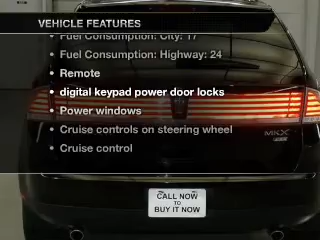 VEHICLE FEATURES
• Fuel Consumption: City: 17
• Fuel Consumption: Highway: 24
• Remote
• digital keypad power door locks
• Power windows
• Cruise controls on steering wheel
• Cruise control
MKX
CALL NOW
TO
BUY IT NOW